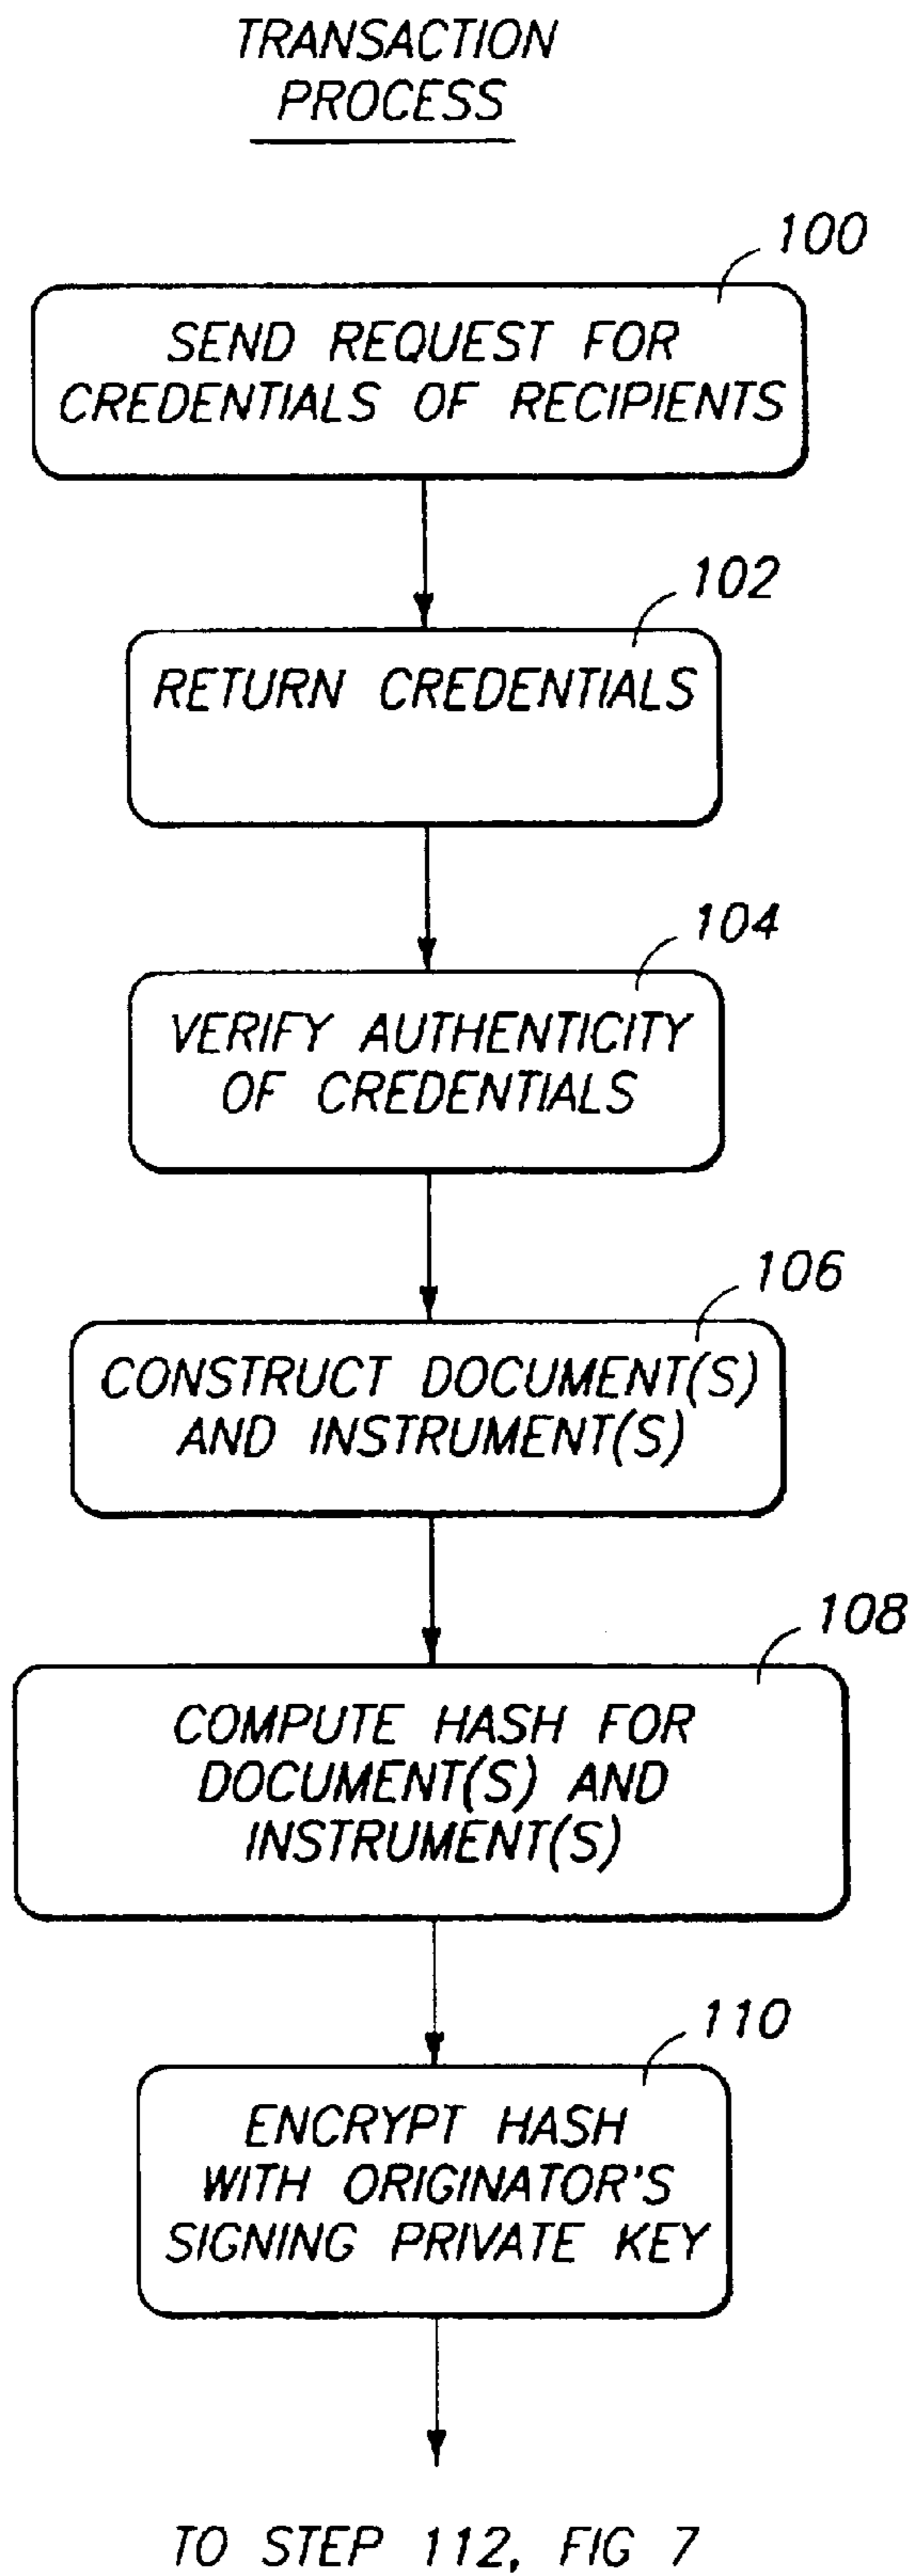 TRANSACTION
PROCESS
100
SEND REQUEST FOR
CREDENTIALS OF RECIPIENTS
102
RETURN CREDENTIALS
104
VERIFY AUTHENTICITY
OF CREDENTIALS
106
CONSTRUCT DOCUMENT(S)
AND INSTRUMENT(S)
108
COMPUTE HASH FOR
DOCUMENT(S) AND
INSTRUMENT(S)
110
ENCRYPT HASH
WITH ORIGINATOR'S
SIGNING PRIVATE KEY
TO STEP 112, FIG 7